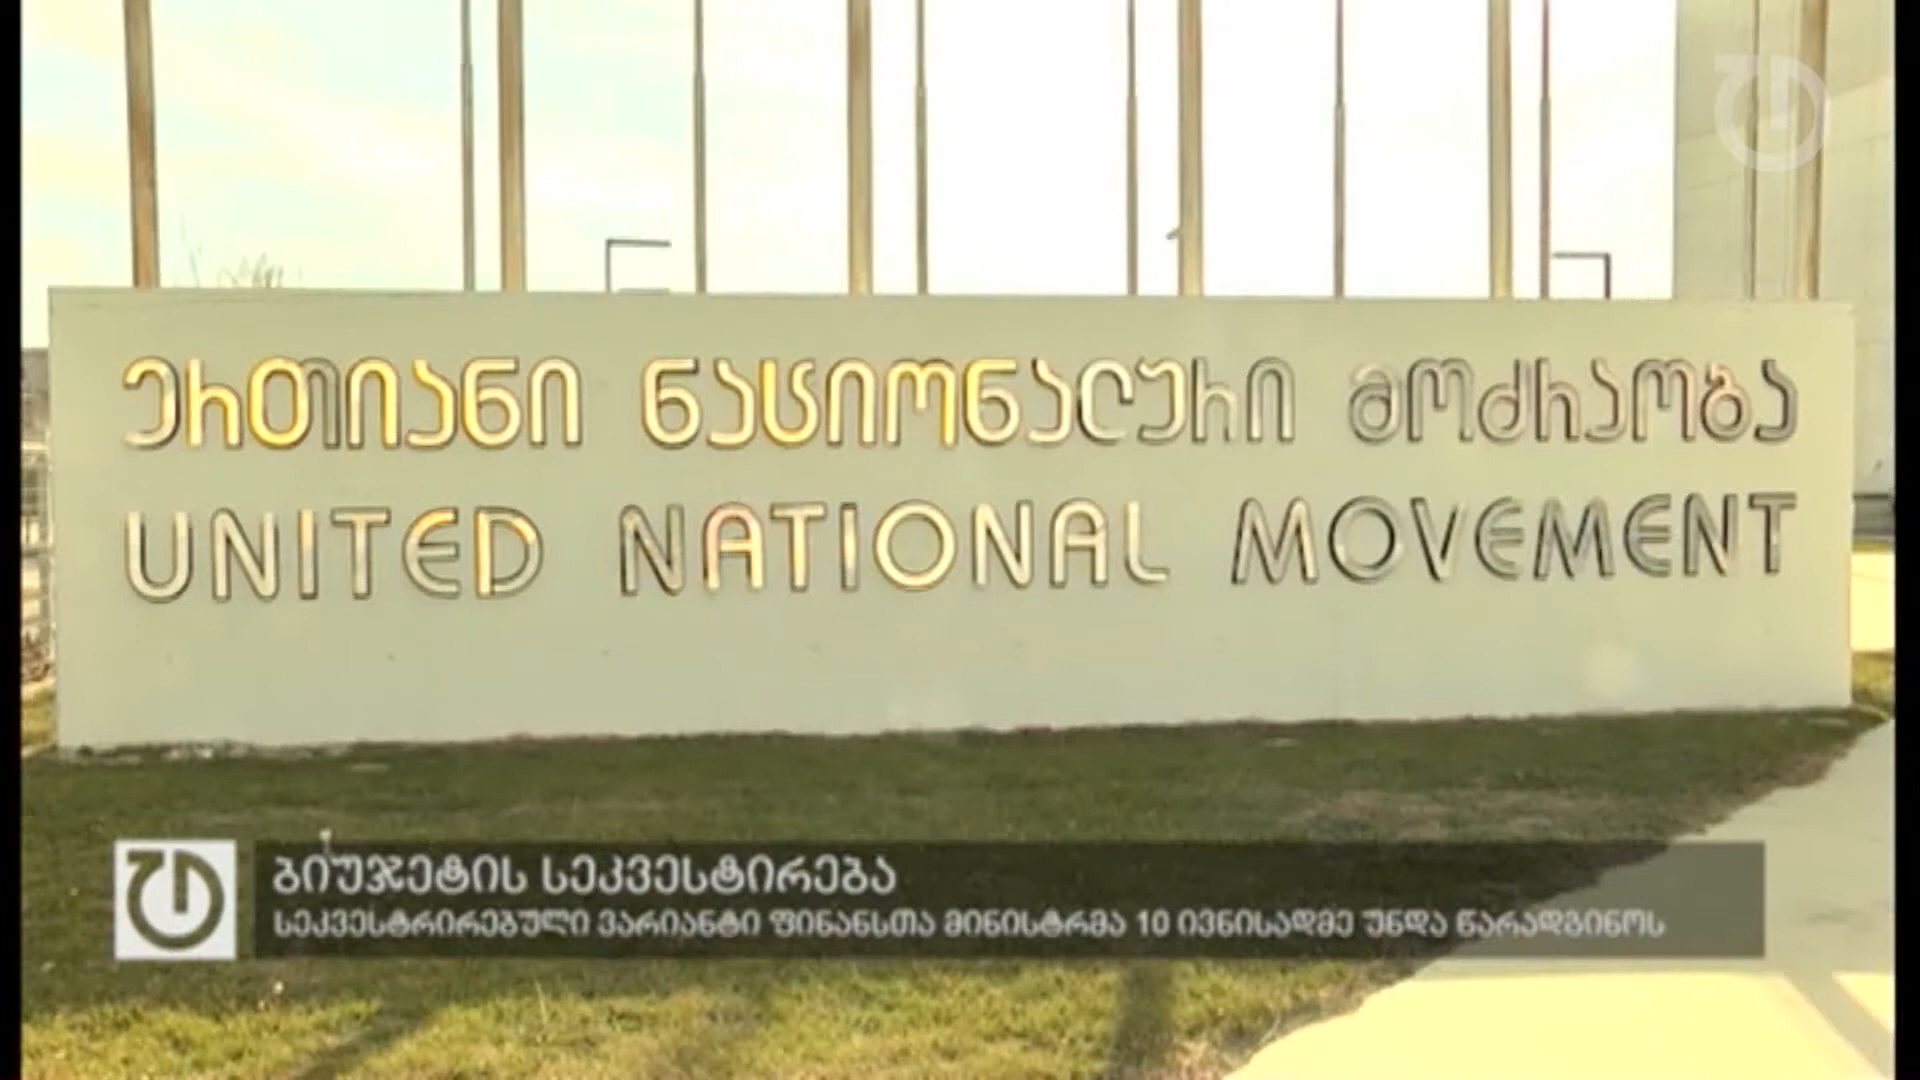 ერთიანი ნაციონალური მოძრაობა
UNITED NATIONAL MOVEMENT
ბიუჯეტის სეკვესტირება
სეკვესტრირებული ვარიანტი ფინანსთა მინისტრმა 10 ივნისამდე უნდა წარადგინოს